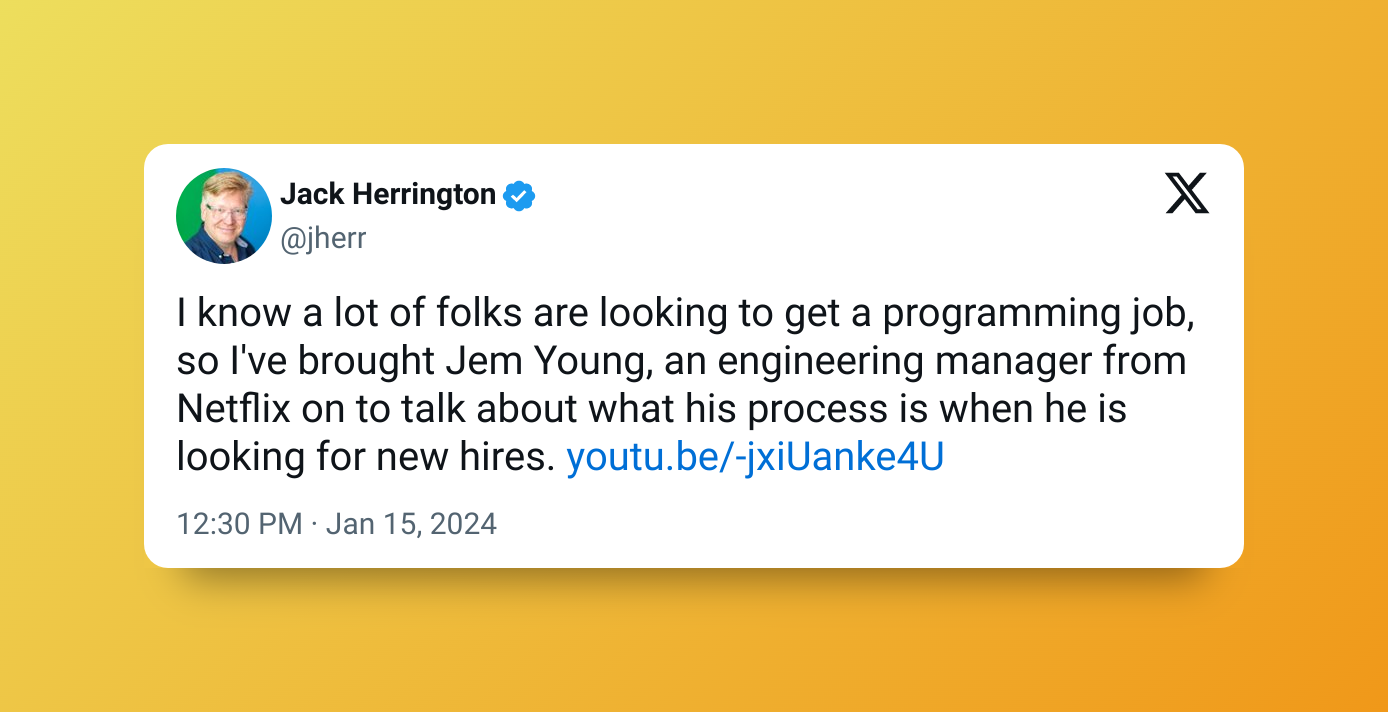 Jack Herrington
@jherr
I know a lot of folks are looking to get a programming job,
so I've brought Jem Young, an engineering manager from
Netflix on to talk about what his process is when he is
looking for new hires. youtu.be/-jxiUanke4U
12:30 PM · Jan 15, 2024